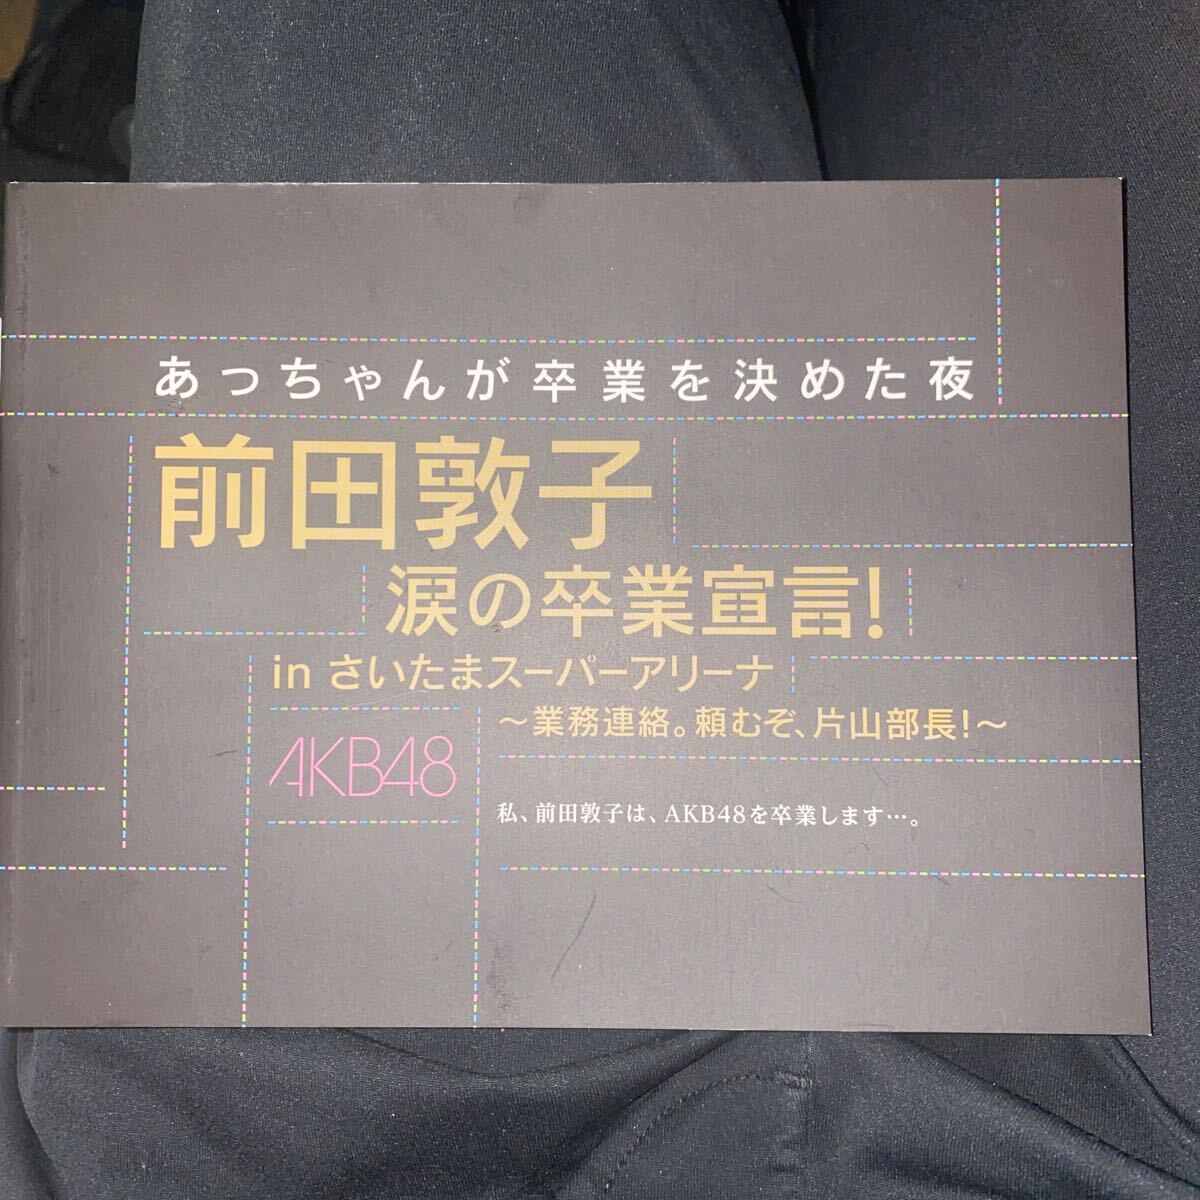 あっちゃんが卒業を決めた夜
前田敦子
涙の卒業宣言!
in さいたまスーパーアリーナ
～業務連絡。頼むぞ、片山部長!～
AKB48
私、前田敦子は、AKB48を卒業します…。